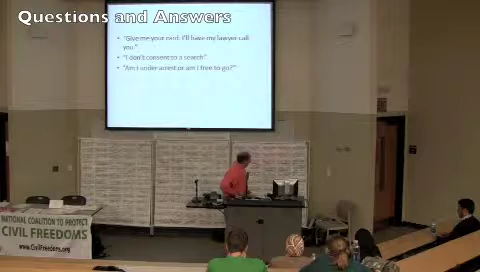 Questions and Answers
• "Give me your card. I'll have my lawyer call
you."
• "I don't consent to a search"
• "Am I under arrest or am I free to go?"
NATIONAL COALITION TO PROTECT
CIVIL FREEDOMS
www.CivilFreedoms.org